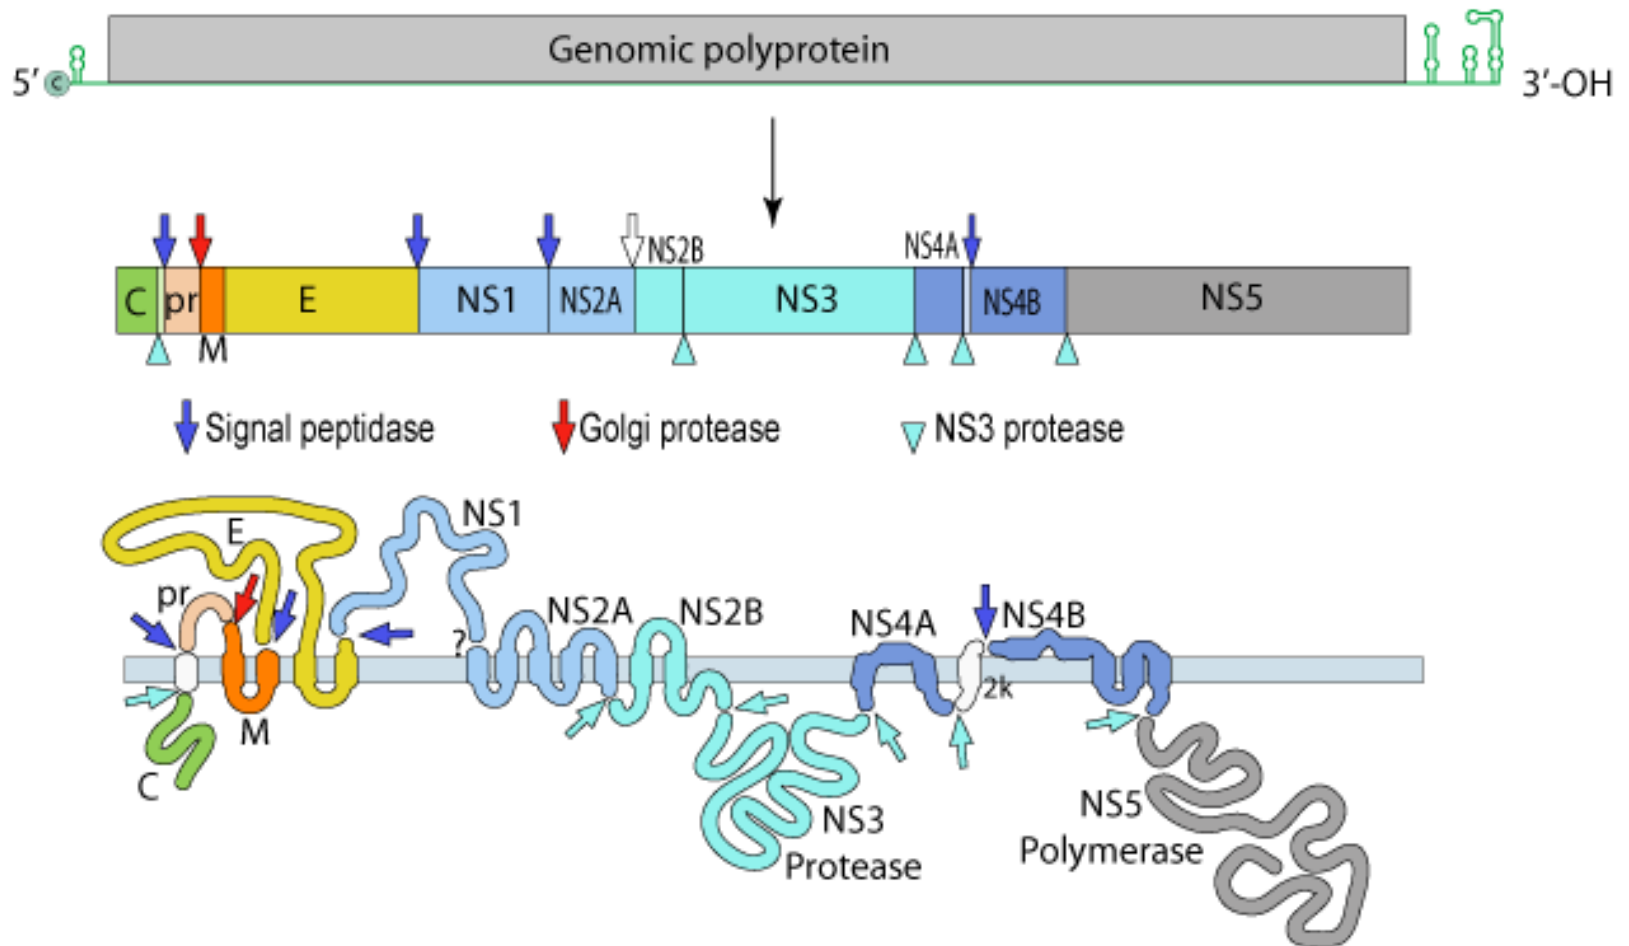 Genomic polyprotein
5′ C 3′-OH
NS2B NS4A
C pr E NS1 NS2A NS3 NS4B NS5
M
Signal peptidase Golgi protease NS3 protease
NS1
E
pr NS2A NS2B NS4A NS4B
?
2k
M
C
NS3
Protease
NS5
Polymerase